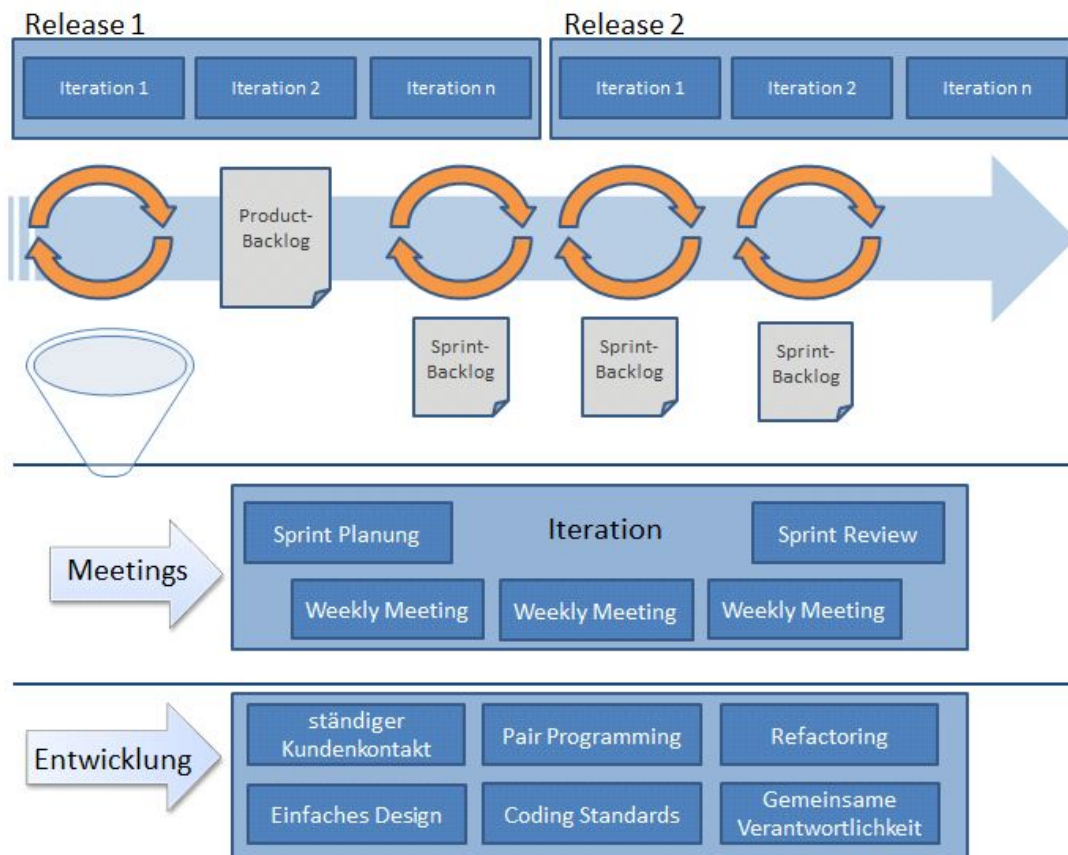 Release 1
Release 2
Iteration 1
Iteration 2
Iteration n
Iteration 1
Iteration 2
Iteration n
Product-
Backlog
Sprint-
Backlog
Sprint-
Backlog
Sprint-
Backlog
Meetings
Iteration
Sprint Planung
Sprint Review
Weekly Meeting
Weekly Meeting
Weekly Meeting
Entwicklung
ständiger
Kundenkontakt
Pair Programming
Refactoring
Einfaches Design
Coding Standards
Gemeinsame
Verantwortlichkeit